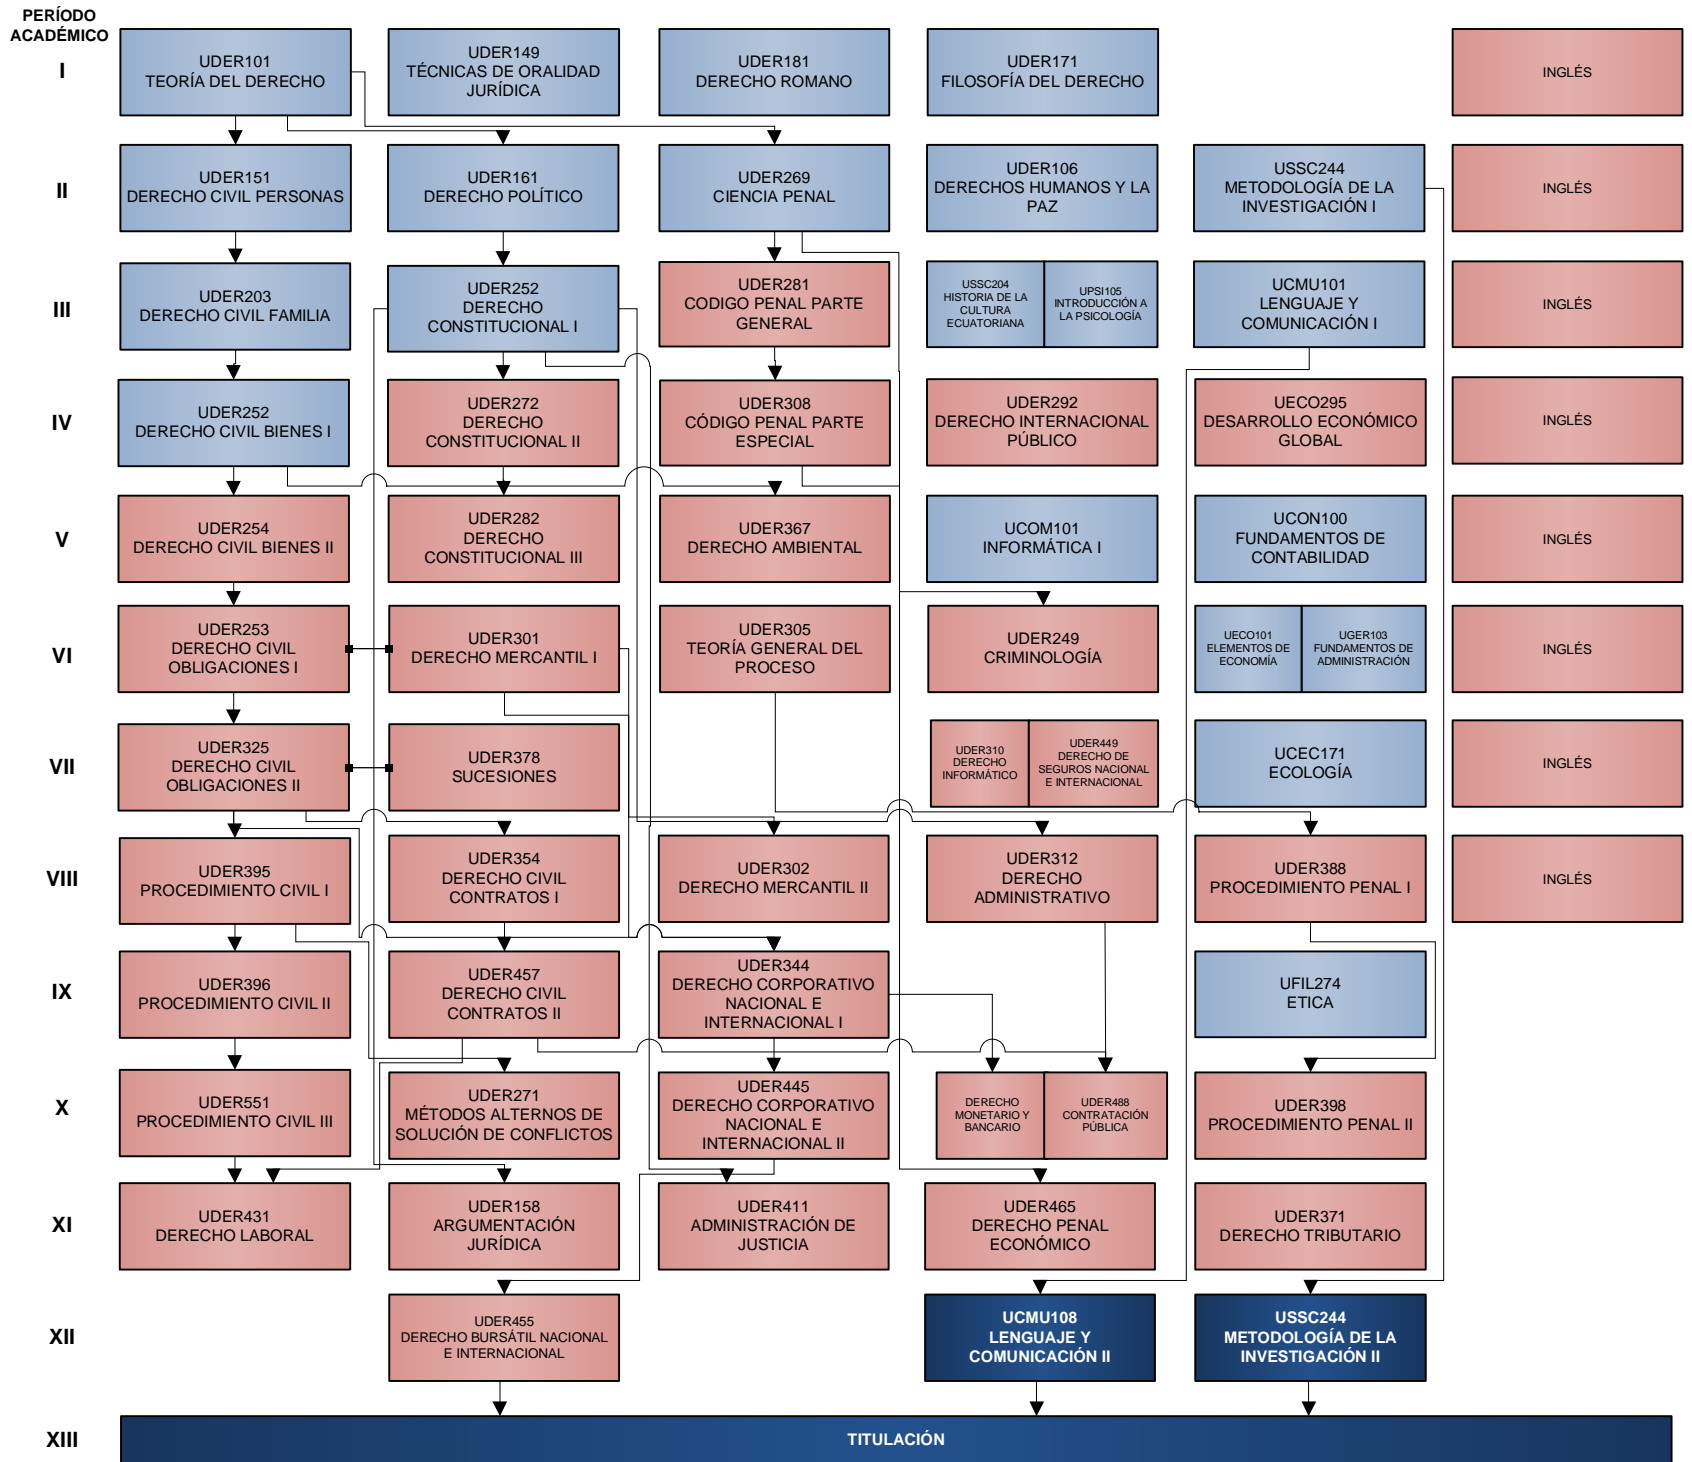 PERÍODO
ACADÉMICO
I
UDER101
TEORÍA DEL DERECHO
UDER149
TÉCNICAS DE ORALIDAD
JURÍDICA
UDER181
DERECHO ROMANO
UDER171
FILOSOFÍA DEL DERECHO
INGLÉS
II
UDER151
DERECHO CIVIL PERSONAS
UDER161
DERECHO POLÍTICO
UDER269
CIENCIA PENAL
UDER106
DERECHOS HUMANOS Y LA
PAZ
USSC244
METODOLOGÍA DE LA
INVESTIGACIÓN I
INGLÉS
III
UDER203
DERECHO CIVIL FAMILIA
UDER252
DERECHO
CONSTITUCIONAL I
UDER281
CODIGO PENAL PARTE
GENERAL
USSC204
HISTORIA DE LA
CULTURA
ECUATORIANA
UPSI105
INTRODUCCIÓN A
LA PSICOLOGÍA
UCMU101
LENGUAJE Y
COMUNICACIÓN I
INGLÉS
IV
UDER252
DERECHO CIVIL BIENES I
UDER272
DERECHO
CONSTITUCIONAL II
UDER308
CÓDIGO PENAL PARTE
ESPECIAL
UDER292
DERECHO INTERNACIONAL
PÚBLICO
UECO295
DESARROLLO ECONÓMICO
GLOBAL
INGLÉS
V
UDER254
DERECHO CIVIL BIENES II
UDER282
DERECHO
CONSTITUCIONAL III
UDER367
DERECHO AMBIENTAL
UCOM101
INFORMÁTICA I
UCON100
FUNDAMENTOS DE
CONTABILIDAD
INGLÉS
VI
UDER253
DERECHO CIVIL
OBLIGACIONES I
UDER301
DERECHO MERCANTIL I
UDER305
TEORÍA GENERAL DEL
PROCESO
UDER249
CRIMINOLOGÍA
UECO101
ELEMENTOS DE
ECONOMÍA
UGER103
FUNDAMENTOS DE
ADMINISTRACIÓN
INGLÉS
VII
UDER325
DERECHO CIVIL
OBLIGACIONES II
UDER378
SUCESIONES
UDER310
DERECHO
INFORMÁTICO
UDER449
DERECHO DE
SEGUROS NACIONAL
E INTERNACIONAL
UCEC171
ECOLOGÍA
INGLÉS
VIII
UDER395
PROCEDIMIENTO CIVIL I
UDER354
DERECHO CIVIL
CONTRATOS I
UDER302
DERECHO MERCANTIL II
UDER312
DERECHO
ADMINISTRATIVO
UDER388
PROCEDIMIENTO PENAL I
INGLÉS
IX
UDER396
PROCEDIMIENTO CIVIL II
UDER457
DERECHO CIVIL
CONTRATOS II
UDER344
DERECHO CORPORATIVO
NACIONAL E
INTERNACIONAL I
UFIL274
ETICA
X
UDER551
PROCEDIMIENTO CIVIL III
UDER271
MÉTODOS ALTERNOS DE
SOLUCIÓN DE CONFLICTOS
UDER445
DERECHO CORPORATIVO
NACIONAL E
INTERNACIONAL II
DERECHO
MONETARIO Y
BANCARIO
UDER488
CONTRATACIÓN
PÚBLICA
UDER398
PROCEDIMIENTO PENAL II
XI
UDER431
DERECHO LABORAL
UDER158
ARGUMENTACIÓN
JURÍDICA
UDER411
ADMINISTRACIÓN DE
JUSTICIA
UDER465
DERECHO PENAL
ECONÓMICO
UDER371
DERECHO TRIBUTARIO
XII
UDER455
DERECHO BURSÁTIL NACIONAL
E INTERNACIONAL
UCMU108
LENGUAJE Y
COMUNICACIÓN II
USSC244
METODOLOGÍA DE LA
INVESTIGACIÓN II
XIII
TITULACIÓN